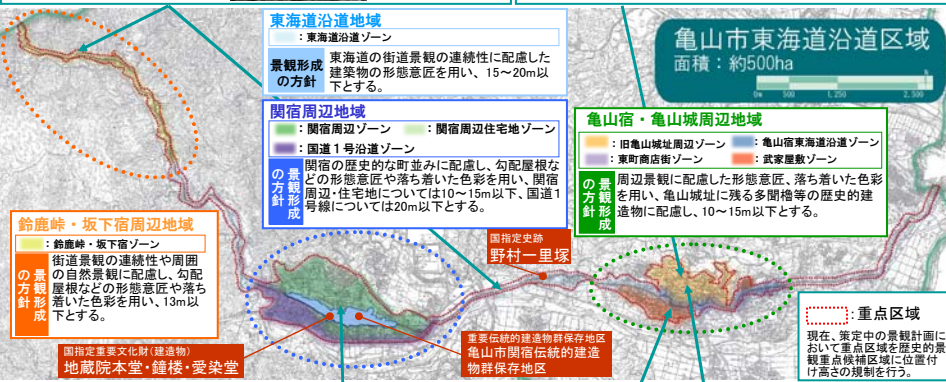 東海道沿道地域
：東海道沿道ゾーン
景観形成
の方針
東海道の街道景観の連続性に配慮した
建築物の形態意匠を用い、15～20m以
下とする。
亀山市東海道沿道区域
面積：約500ha
0m 500 1,250 2,500
N
関宿周辺地域
：関宿周辺ゾーン ：関宿周辺住宅地ゾーン
：国道１号沿道ゾーン
景観形成
の方針
関宿の歴史的な町並みに配慮し、勾配屋根な
どの形態意匠や落ち着いた色彩を用い、関宿
周辺・住宅地については10～15m以下、国道１
号線については20m以下とする。
亀山宿・亀山城周辺地域
：旧亀山城址周辺ゾーン ：亀山宿東海道沿道ゾーン
：東町商店街ゾーン ：武家屋敷ゾーン
景観形成
の方針
周辺景観に配慮した形態意匠、落ち着いた色彩
を用い、亀山城址に残る多聞櫓等の歴史的建
造物に配慮し、10～15m以下とする。
鈴鹿峠・坂下宿周辺地域
：鈴鹿峠・坂下宿ゾーン
景観形成
の方針
街道景観の連続性や周囲
の自然景観に配慮し、勾配
屋根などの形態意匠や落ち
着いた色彩を用い、13m以
下とする。
国指定史跡
野村一里塚
国指定重要文化財（建造物）
地蔵院本堂・鐘楼・愛染堂
重要伝統的建造物群保存地区
亀山市関宿伝統的建造
物群保存地区
：重点区域
現在、策定中の景観計画に
おいて重点区域を歴史的景
観重点候補区域に位置付
け高さの規制を行う。